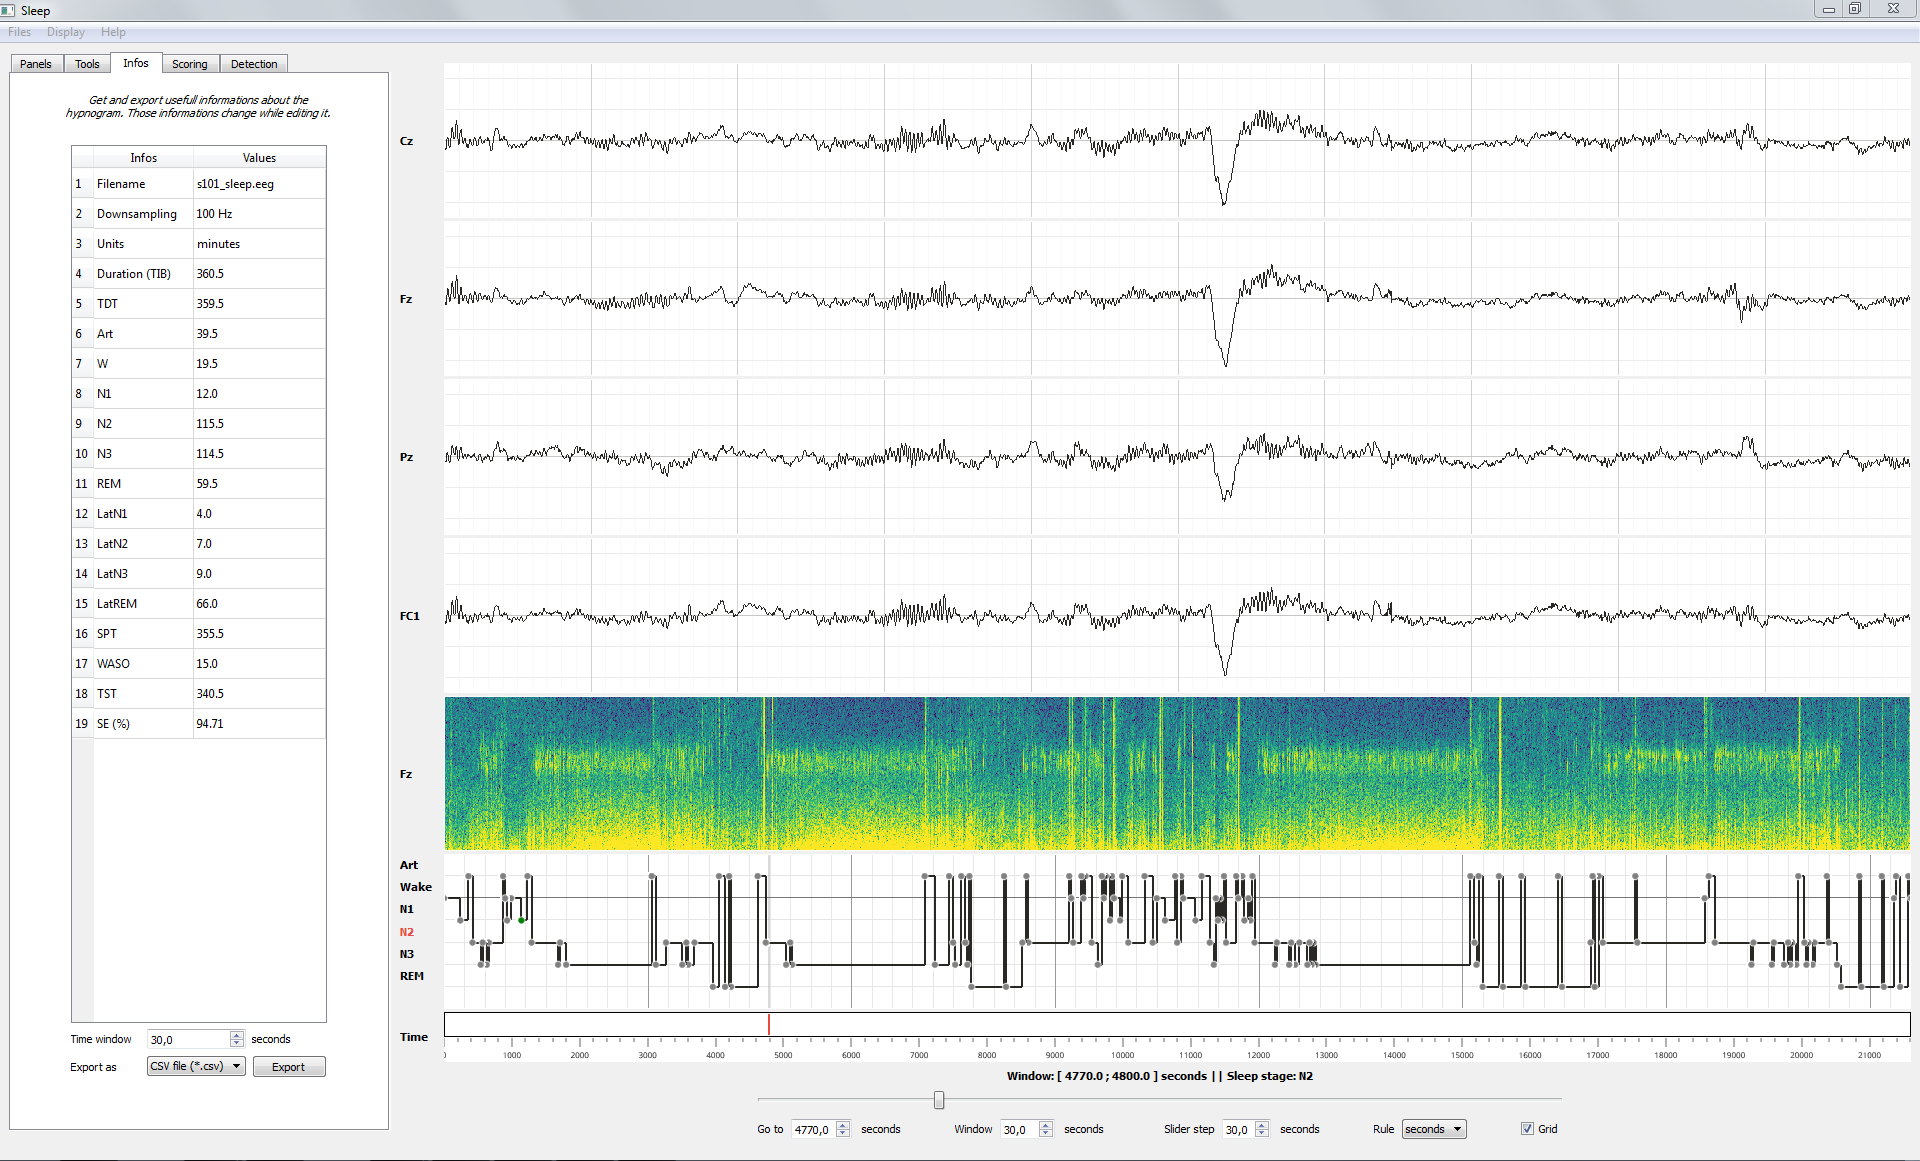 Sleep
Files Display Help
Panels Tools Infos Scoring Detection
Get and export usefull informations about the
hypnogram. Those informations change while editing it.
Infos Values
1 Filename s101_sleep.eeg
2 Downsampling 100 Hz
3 Units minutes
4 Duration (TIB) 360.5
5 TDT 359.5
6 Art 39.5
7 W 19.5
8 N1 12.0
9 N2 115.5
10 N3 114.5
11 REM 59.5
12 LatN1 4.0
13 LatN2 7.0
14 LatN3 9.0
15 LatREM 66.0
16 SPT 355.5
17 WASO 15.0
18 TST 340.5
19 SE (%) 94.71
Time window 30,0 seconds
Export as CSV file (*.csv) Export
Cz
Fz
Pz
FC1
Fz
Art
Wake
N1
N2
N3
REM
Time
0 1000 2000 3000 4000 5000 6000 7000 8000 9000 10000 11000 12000 13000 14000 15000 16000 17000 18000 19000 20000 21000
Window: [ 4770.0 ; 4800.0 ] seconds || Sleep stage: N2
Go to 4770,0 seconds Window 30,0 seconds Slider step 30,0 seconds Rule seconds Grid